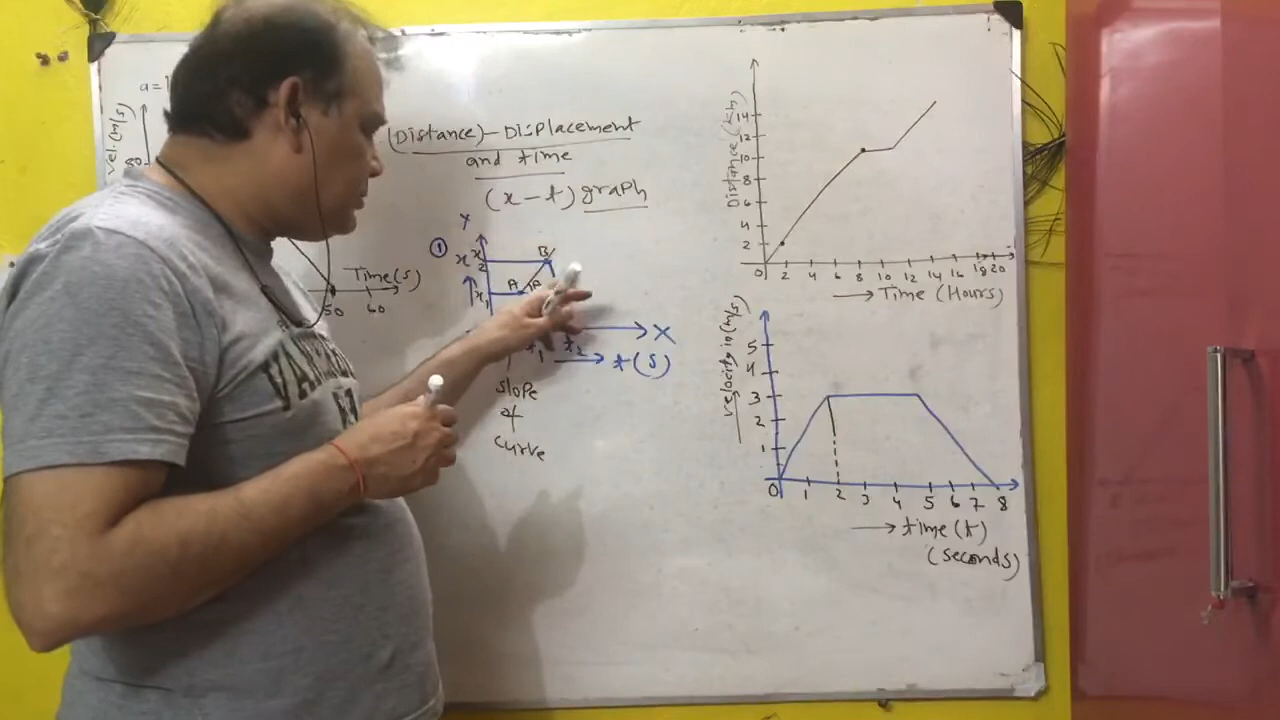 a=
vel.(m/s)
80
Time(s)
50 60
(Distance)-Displacement
and time
(x-t) graph
① Y
x x2 B
A
x1
X
t1 t2
t(s)
slope
of
curve
Distance (km)
14
12
10
8
6
4
2
0 2 4 6 8 10 12 14 16 18 20
Time (Hours)
velocity in (m/s)
5
4
3
2
1
0 1 2 3 4 5 6 7 8
time (t)
(seconds)